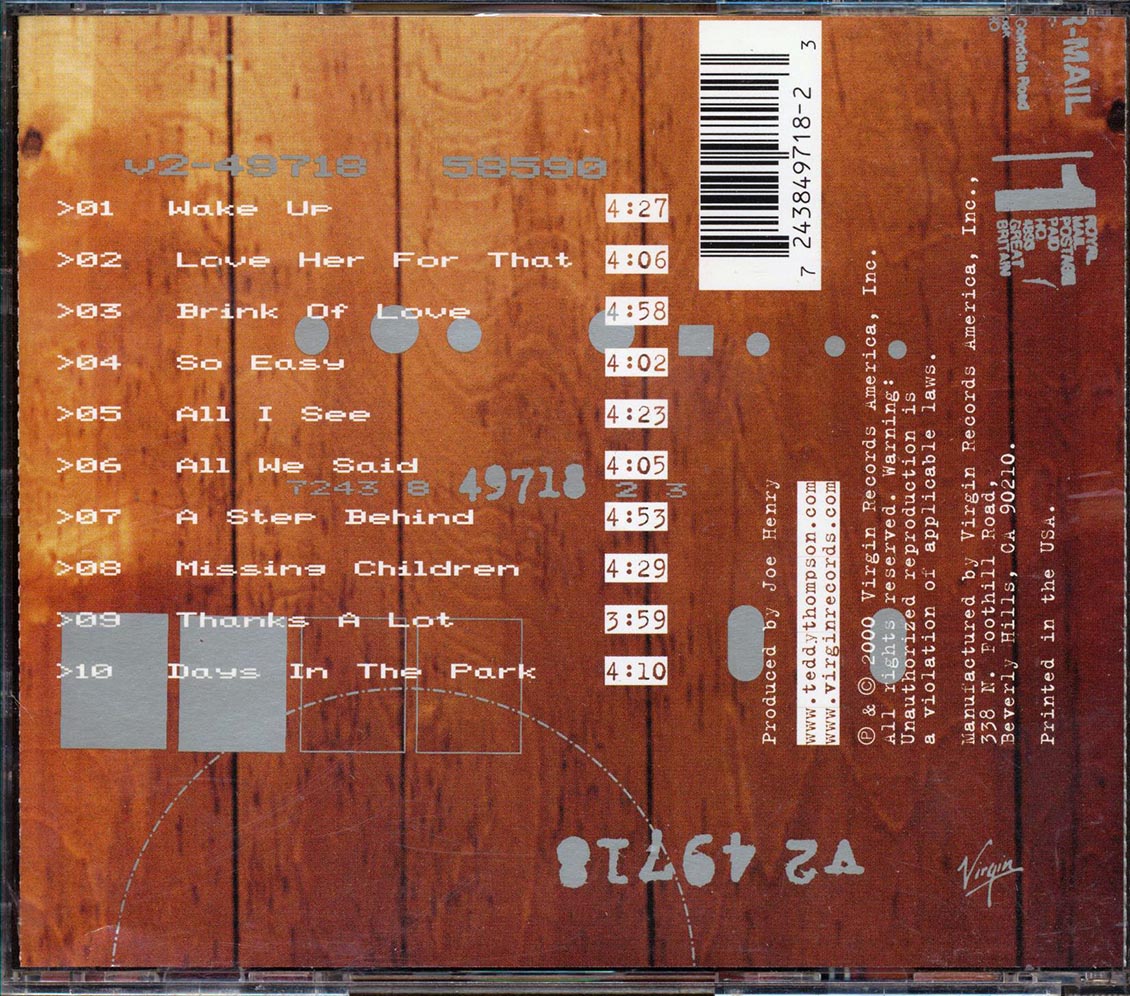 v2-49718 58590
>01 Wake Up 4:27
>02 Love Her For That 4:06
>03 Brink Of Love 4:58
>04 So Easy 4:02
>05 All I See 4:23
>06 All We Said 4:05
7243 8 49718 2 3
>07 A Step Behind 4:53
>08 Missing Children 4:29
>09 Thanks A Lot 3:59
>10 Days In The Park 4:10
V2 49718
7 24384 97182 3
7 24384 9718-2 3
Produced by Joe Henry
www.teddythompson.com
www.virginrecords.com
℗ & © 2000 Virgin Records America, Inc.
All rights reserved. Warning:
Unauthorized reproduction is
a violation of applicable laws.
Manufactured by Virgin Records America, Inc.,
338 N. Foothill Road,
Beverly Hills, CA 90210.
Printed in the USA.
R-MAIL
Road
1
ROYAL
MAIL
POSTAGE
PAID
HQ
GREAT
BRITAIN
Virgin